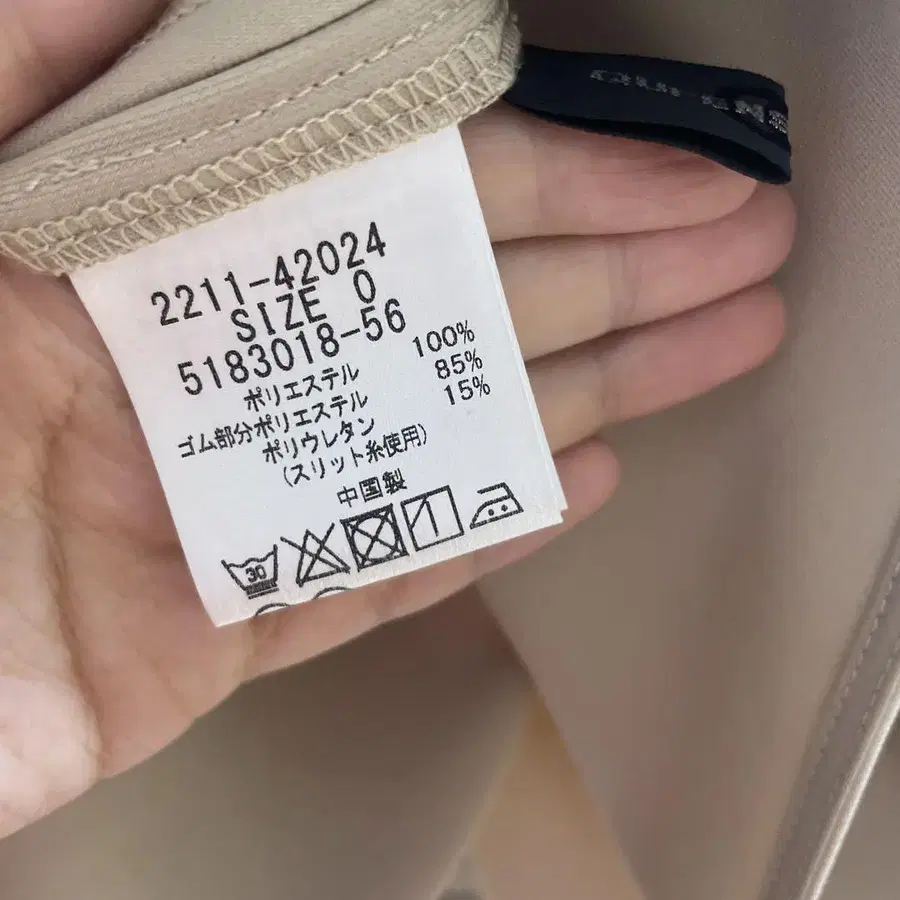 2211-42024
SIZE 0
5183018-56
ポリエステル 100%
ゴム部分ポリエステル 85%
ポリウレタン 15%
(スリット糸使用)
中国製
30